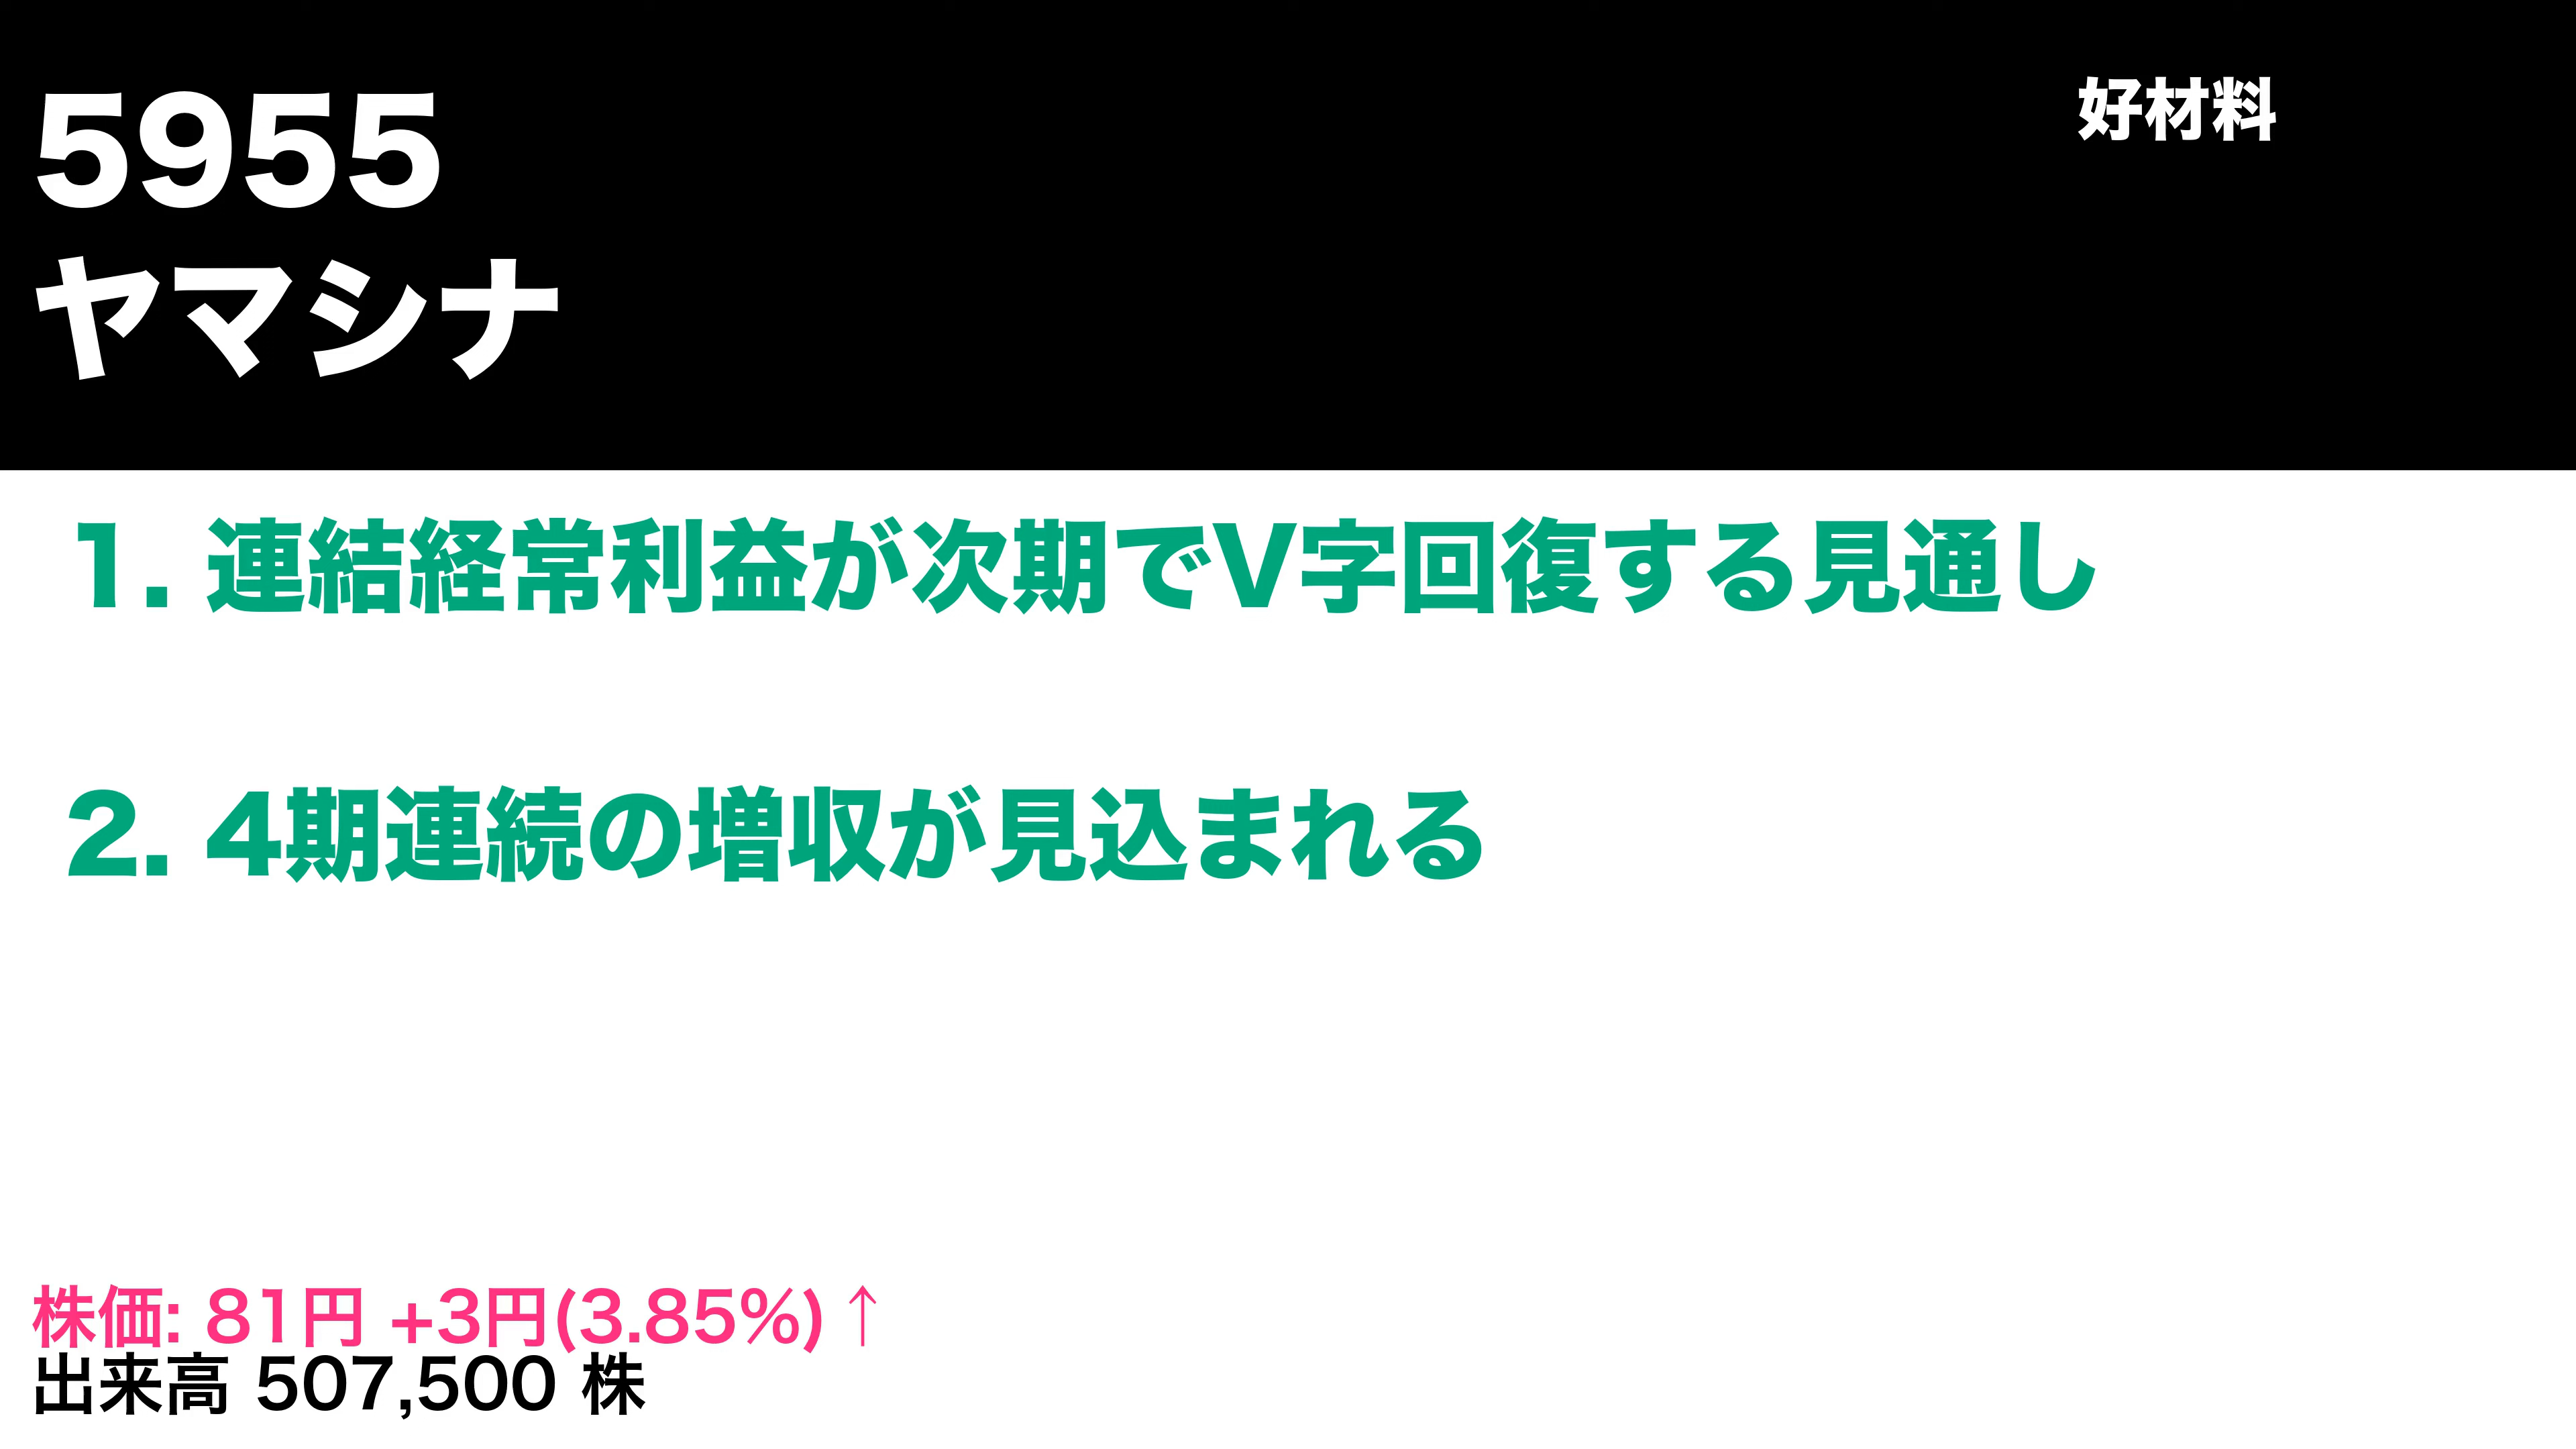 5955
ヤマシナ
好材料
1. 連結経常利益が次期でV字回復する見通し
2. 4期連続の増収が見込まれる
株価: 81円 +3円(3.85%)↑
出来高 507,500 株